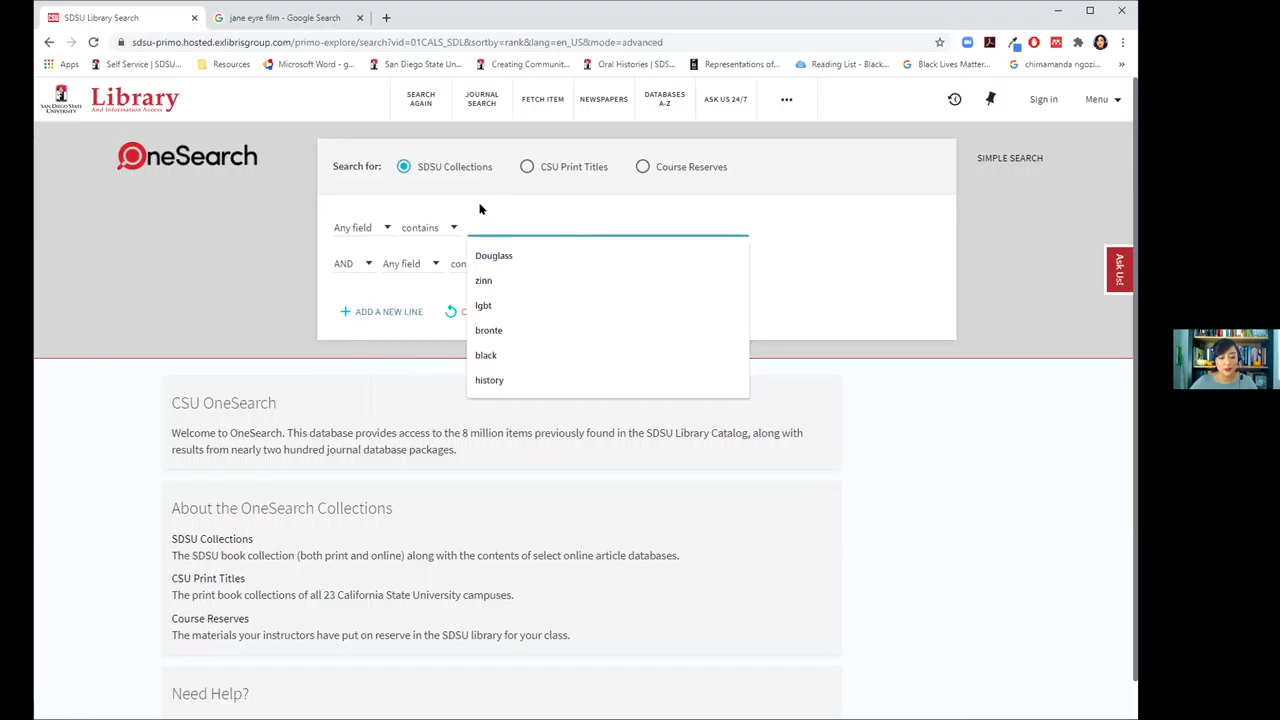 SDSU Library Search
jane eyre film - Google Search
sdsu-primo.hosted.exlibrisgroup.com/primo-explore/search?vid=01CALS_SDL&sortby=rank&lang=en_US&mode=advanced
Apps Self Service | SDSU... Resources Microsoft Word - g... San Diego State Un... Creating Communit... Oral Histories | SDS... Representations of... Reading List - Black... Black Lives Matter... chimamanda ngozi... »
SAN DIEGO STATE UNIVERSITY
Library
And Information Access
SEARCH AGAIN
JOURNAL SEARCH
FETCH ITEM
NEWSPAPERS
DATABASES A-Z
ASK US 24/7
Sign in
Menu
OneSearch
Search for: SDSU Collections CSU Print Titles Course Reserves
SIMPLE SEARCH
Any field contains
AND Any field con
Douglass
zinn
lgbt
bronte
black
history
+ ADD A NEW LINE
Ask Us!
CSU OneSearch
Welcome to OneSearch. This database provides access to the 8 million items previously found in the SDSU Library Catalog, along with
results from nearly two hundred journal database packages.
About the OneSearch Collections
SDSU Collections
The SDSU book collection (both print and online) along with the contents of select online article databases.
CSU Print Titles
The print book collections of all 23 California State University campuses.
Course Reserves
The materials your instructors have put on reserve in the SDSU library for your class.
Need Help?